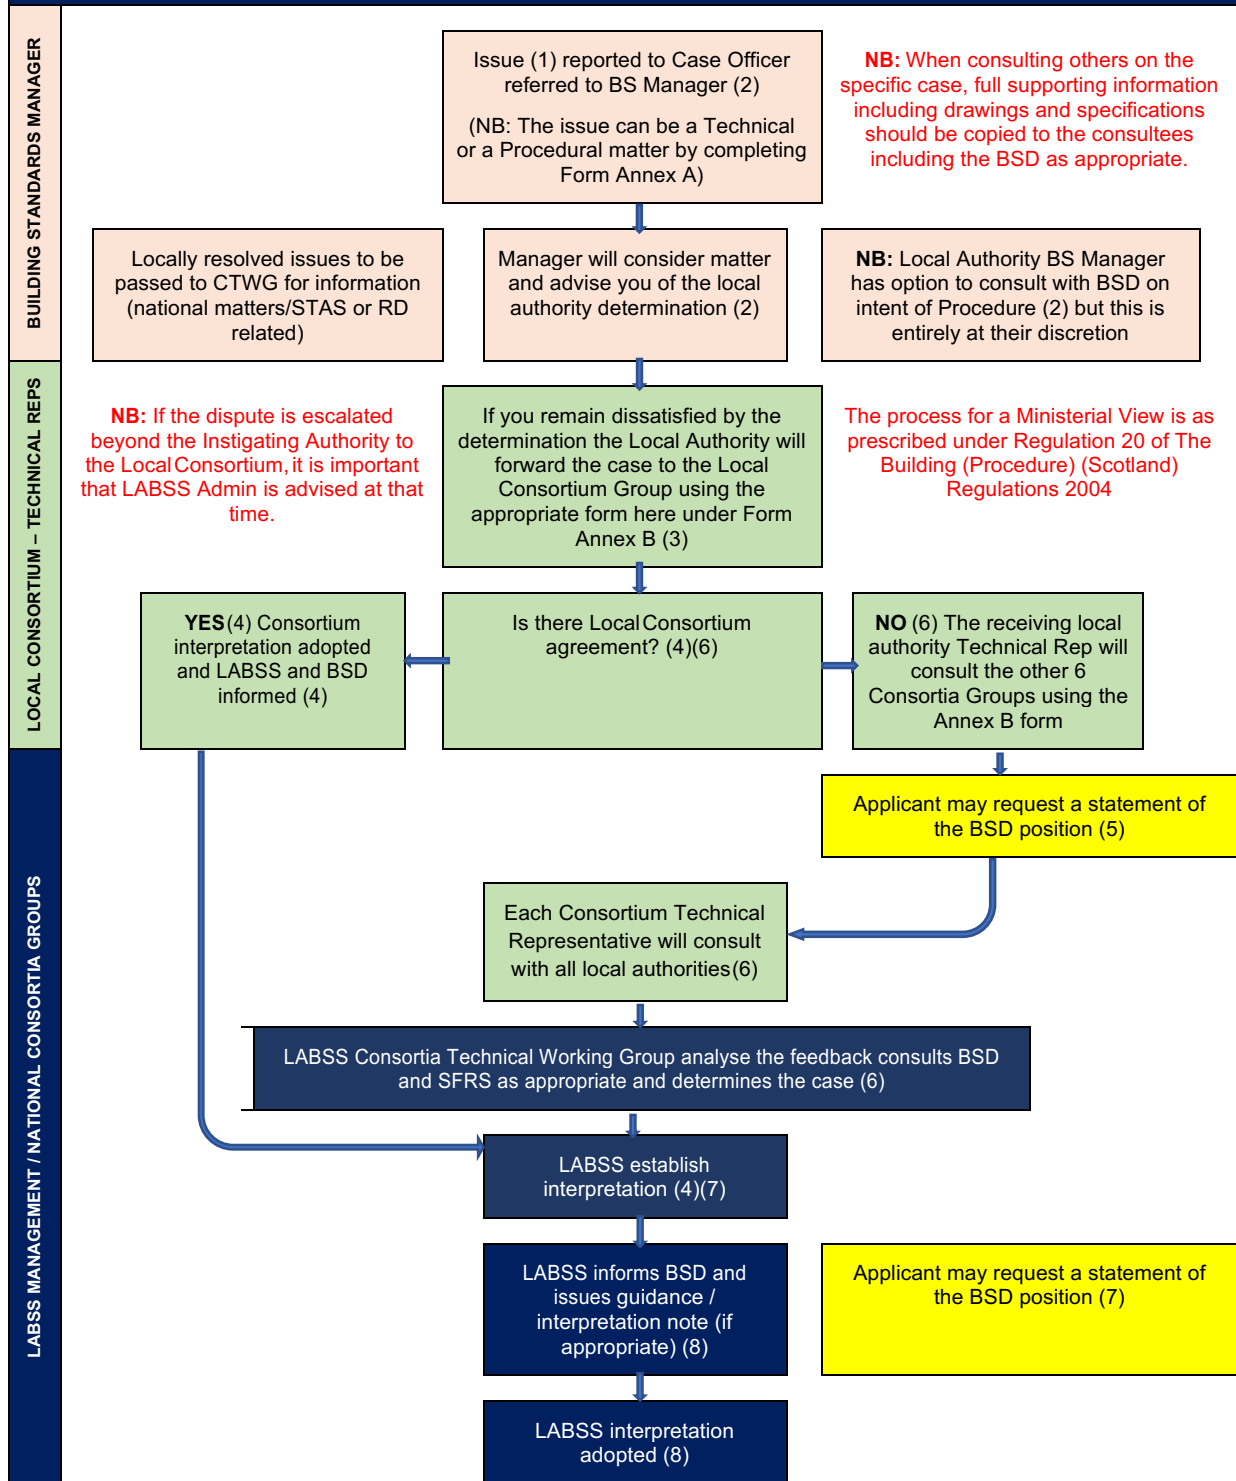 BUILDING STANDARDS MANAGER
Issue (1) reported to Case Officer
referred to BS Manager (2)
(NB: The issue can be a Technical
or a Procedural matter by completing
Form Annex A)
NB: When consulting others on the
specific case, full supporting information
including drawings and specifications
should be copied to the consultees
including the BSD as appropriate.
Locally resolved issues to be
passed to CTWG for information
(national matters/STAS or RD
related)
Manager will consider matter
and advise you of the local
authority determination (2)
NB: Local Authority BS Manager
has option to consult with BSD on
intent of Procedure (2) but this is
entirely at their discretion
LOCAL CONSORTIUM – TECHNICAL REPS
NB: If the dispute is escalated
beyond the Instigating Authority to
the Local Consortium, it is important
that LABSS Admin is advised at that
time.
If you remain dissatisfied by the
determination the Local Authority will
forward the case to the Local
Consortium Group using the
appropriate form here under Form
Annex B (3)
The process for a Ministerial View is as
prescribed under Regulation 20 of The
Building (Procedure) (Scotland)
Regulations 2004
YES (4) Consortium
interpretation adopted
and LABSS and BSD
informed (4)
Is there Local Consortium
agreement? (4)(6)
NO (6) The receiving local
authority Technical Rep will
consult the other 6
Consortia Groups using the
Annex B form
LABSS MANAGEMENT / NATIONAL CONSORTIA GROUPS
Applicant may request a statement of
the BSD position (5)
Each Consortium Technical
Representative will consult
with all local authorities (6)
LABSS Consortia Technical Working Group analyse the feedback consults BSD
and SFRS as appropriate and determines the case (6)
LABSS establish
interpretation (4)(7)
LABSS informs BSD and
issues guidance /
interpretation note (if
appropriate) (8)
Applicant may request a statement of
the BSD position (7)
LABSS interpretation
adopted (8)